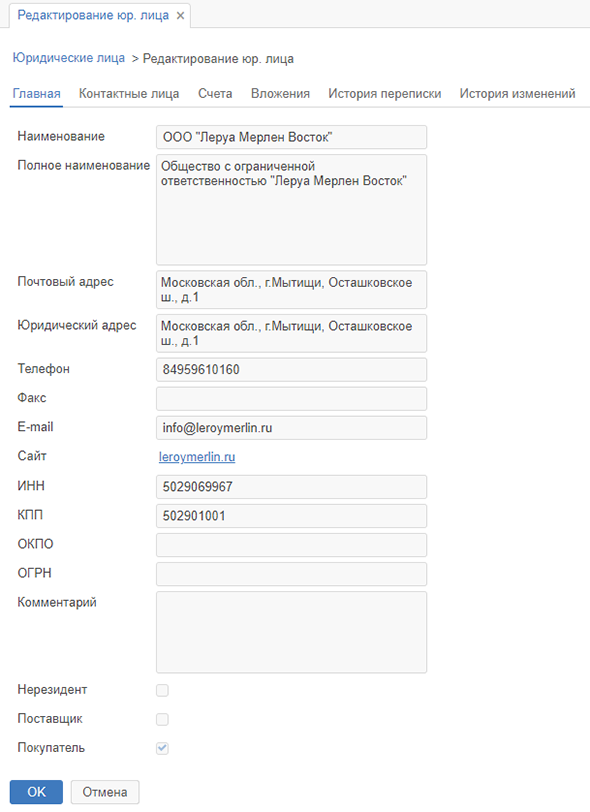 Редактирование юр. лица ×
Юридические лица > Редактирование юр. лица
Главная Контактные лица Счета Вложения История переписки История изменений
Наименование ООО "Леруа Мерлен Восток"
Полное наименование Общество с ограниченной
ответственностью "Леруа Мерлен Восток"
Почтовый адрес Московская обл., г.Мытищи, Осташковское
ш., д.1
Юридический адрес Московская обл., г.Мытищи, Осташковское
ш., д.1
Телефон 84959610160
Факс
E-mail info@leroymerlin.ru
Сайт leroymerlin.ru
ИНН 5029069967
КПП 502901001
ОКПО
ОГРН
Комментарий
Нерезидент
Поставщик
Покупатель
OK Отмена